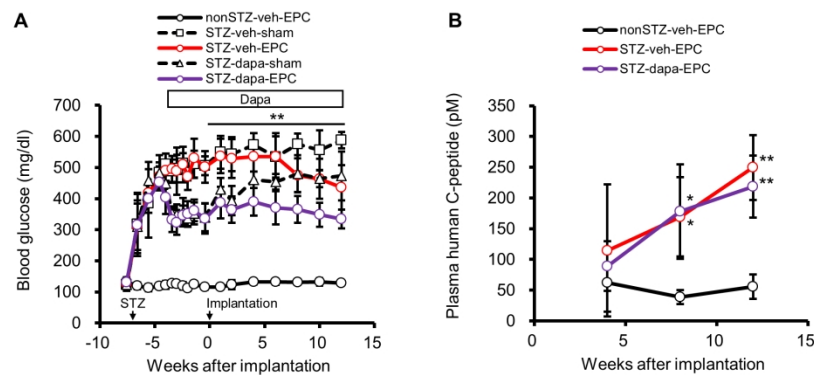 A
nonSTZ-veh-EPC
STZ-veh-sham
STZ-veh-EPC
STZ-dapa-sham
STZ-dapa-EPC
Dapa
**
700
600
500
400
300
200
100
0
Blood glucose (mg/dl)
STZ
Implantation
-10
-5
0
5
10
15
Weeks after implantation
B
nonSTZ-veh-EPC
STZ-veh-EPC
STZ-dapa-EPC
350
300
250
200
150
100
50
0
Plasma human C-peptide (pM)
*
*
**
**
0
5
10
15
Weeks after implantation